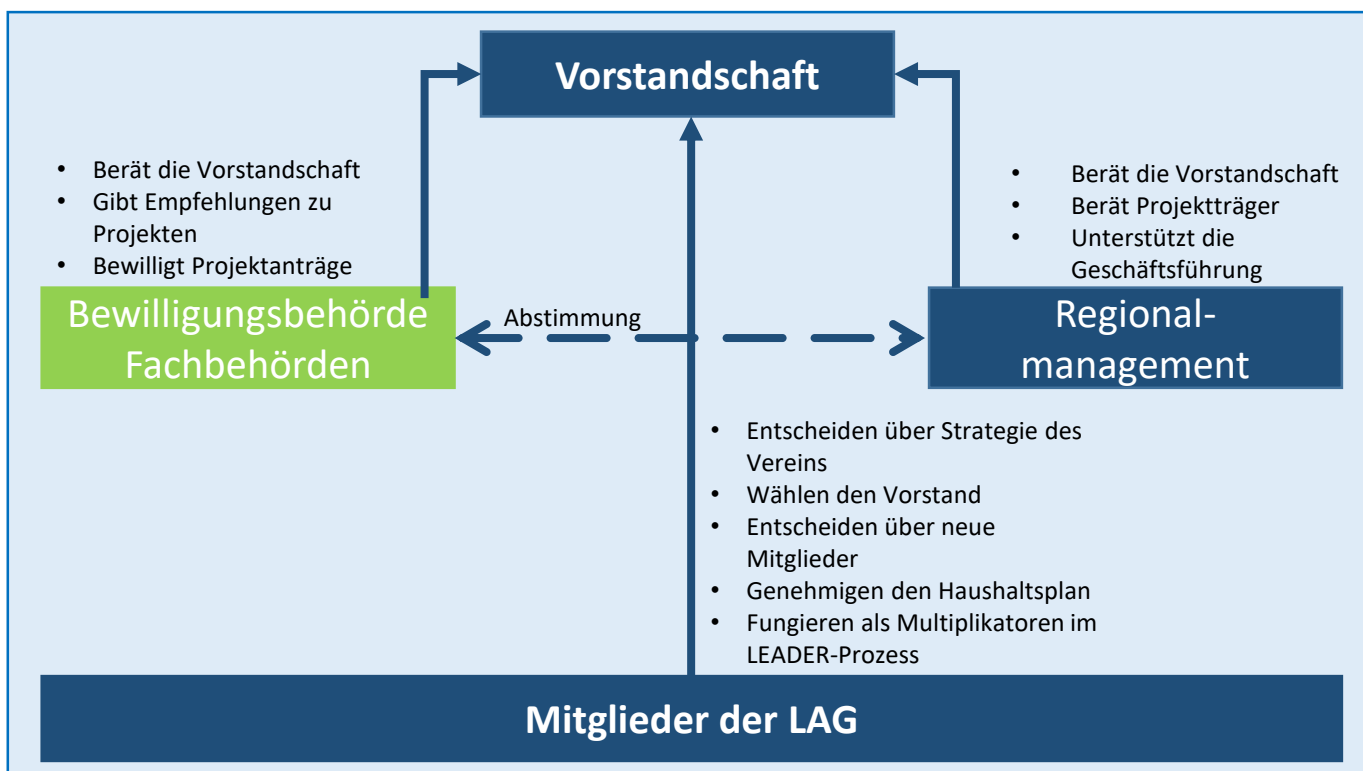 Vorstandschaft
• Berät die Vorstandschaft
• Gibt Empfehlungen zu
Projekten
• Bewilligt Projektanträge
• Berät die Vorstandschaft
• Berät Projektträger
• Unterstützt die
Geschäftsführung
Bewilligungsbehörde
Fachbehörden
Abstimmung
Regional-
management
• Entscheiden über Strategie des
Vereins
• Wählen den Vorstand
• Entscheiden über neue
Mitglieder
• Genehmigen den Haushaltsplan
• Fungieren als Multiplikatoren im
LEADER-Prozess
Mitglieder der LAG